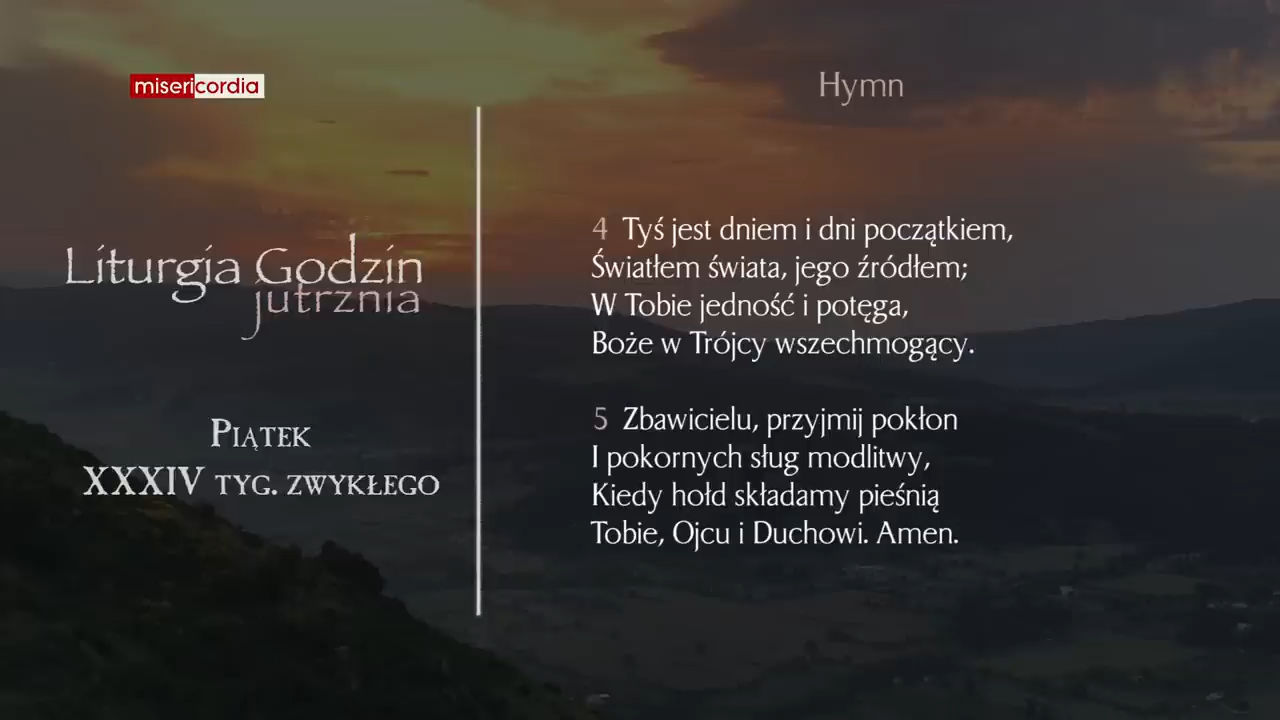 misericordia
Liturgia Godzin
jutrznia
Piątek
XXXIV tyg. zwykłego
Hymn
4 Tyś jest dniem i dni początkiem,
Światłem świata, jego źródłem;
W Tobie jedność i potęga,
Boże w Trójcy wszechmogący.
5 Zbawicielu, przyjmij pokłon
I pokornych sług modlitwy,
Kiedy hołd składamy pieśnią
Tobie, Ojcu i Duchowi. Amen.